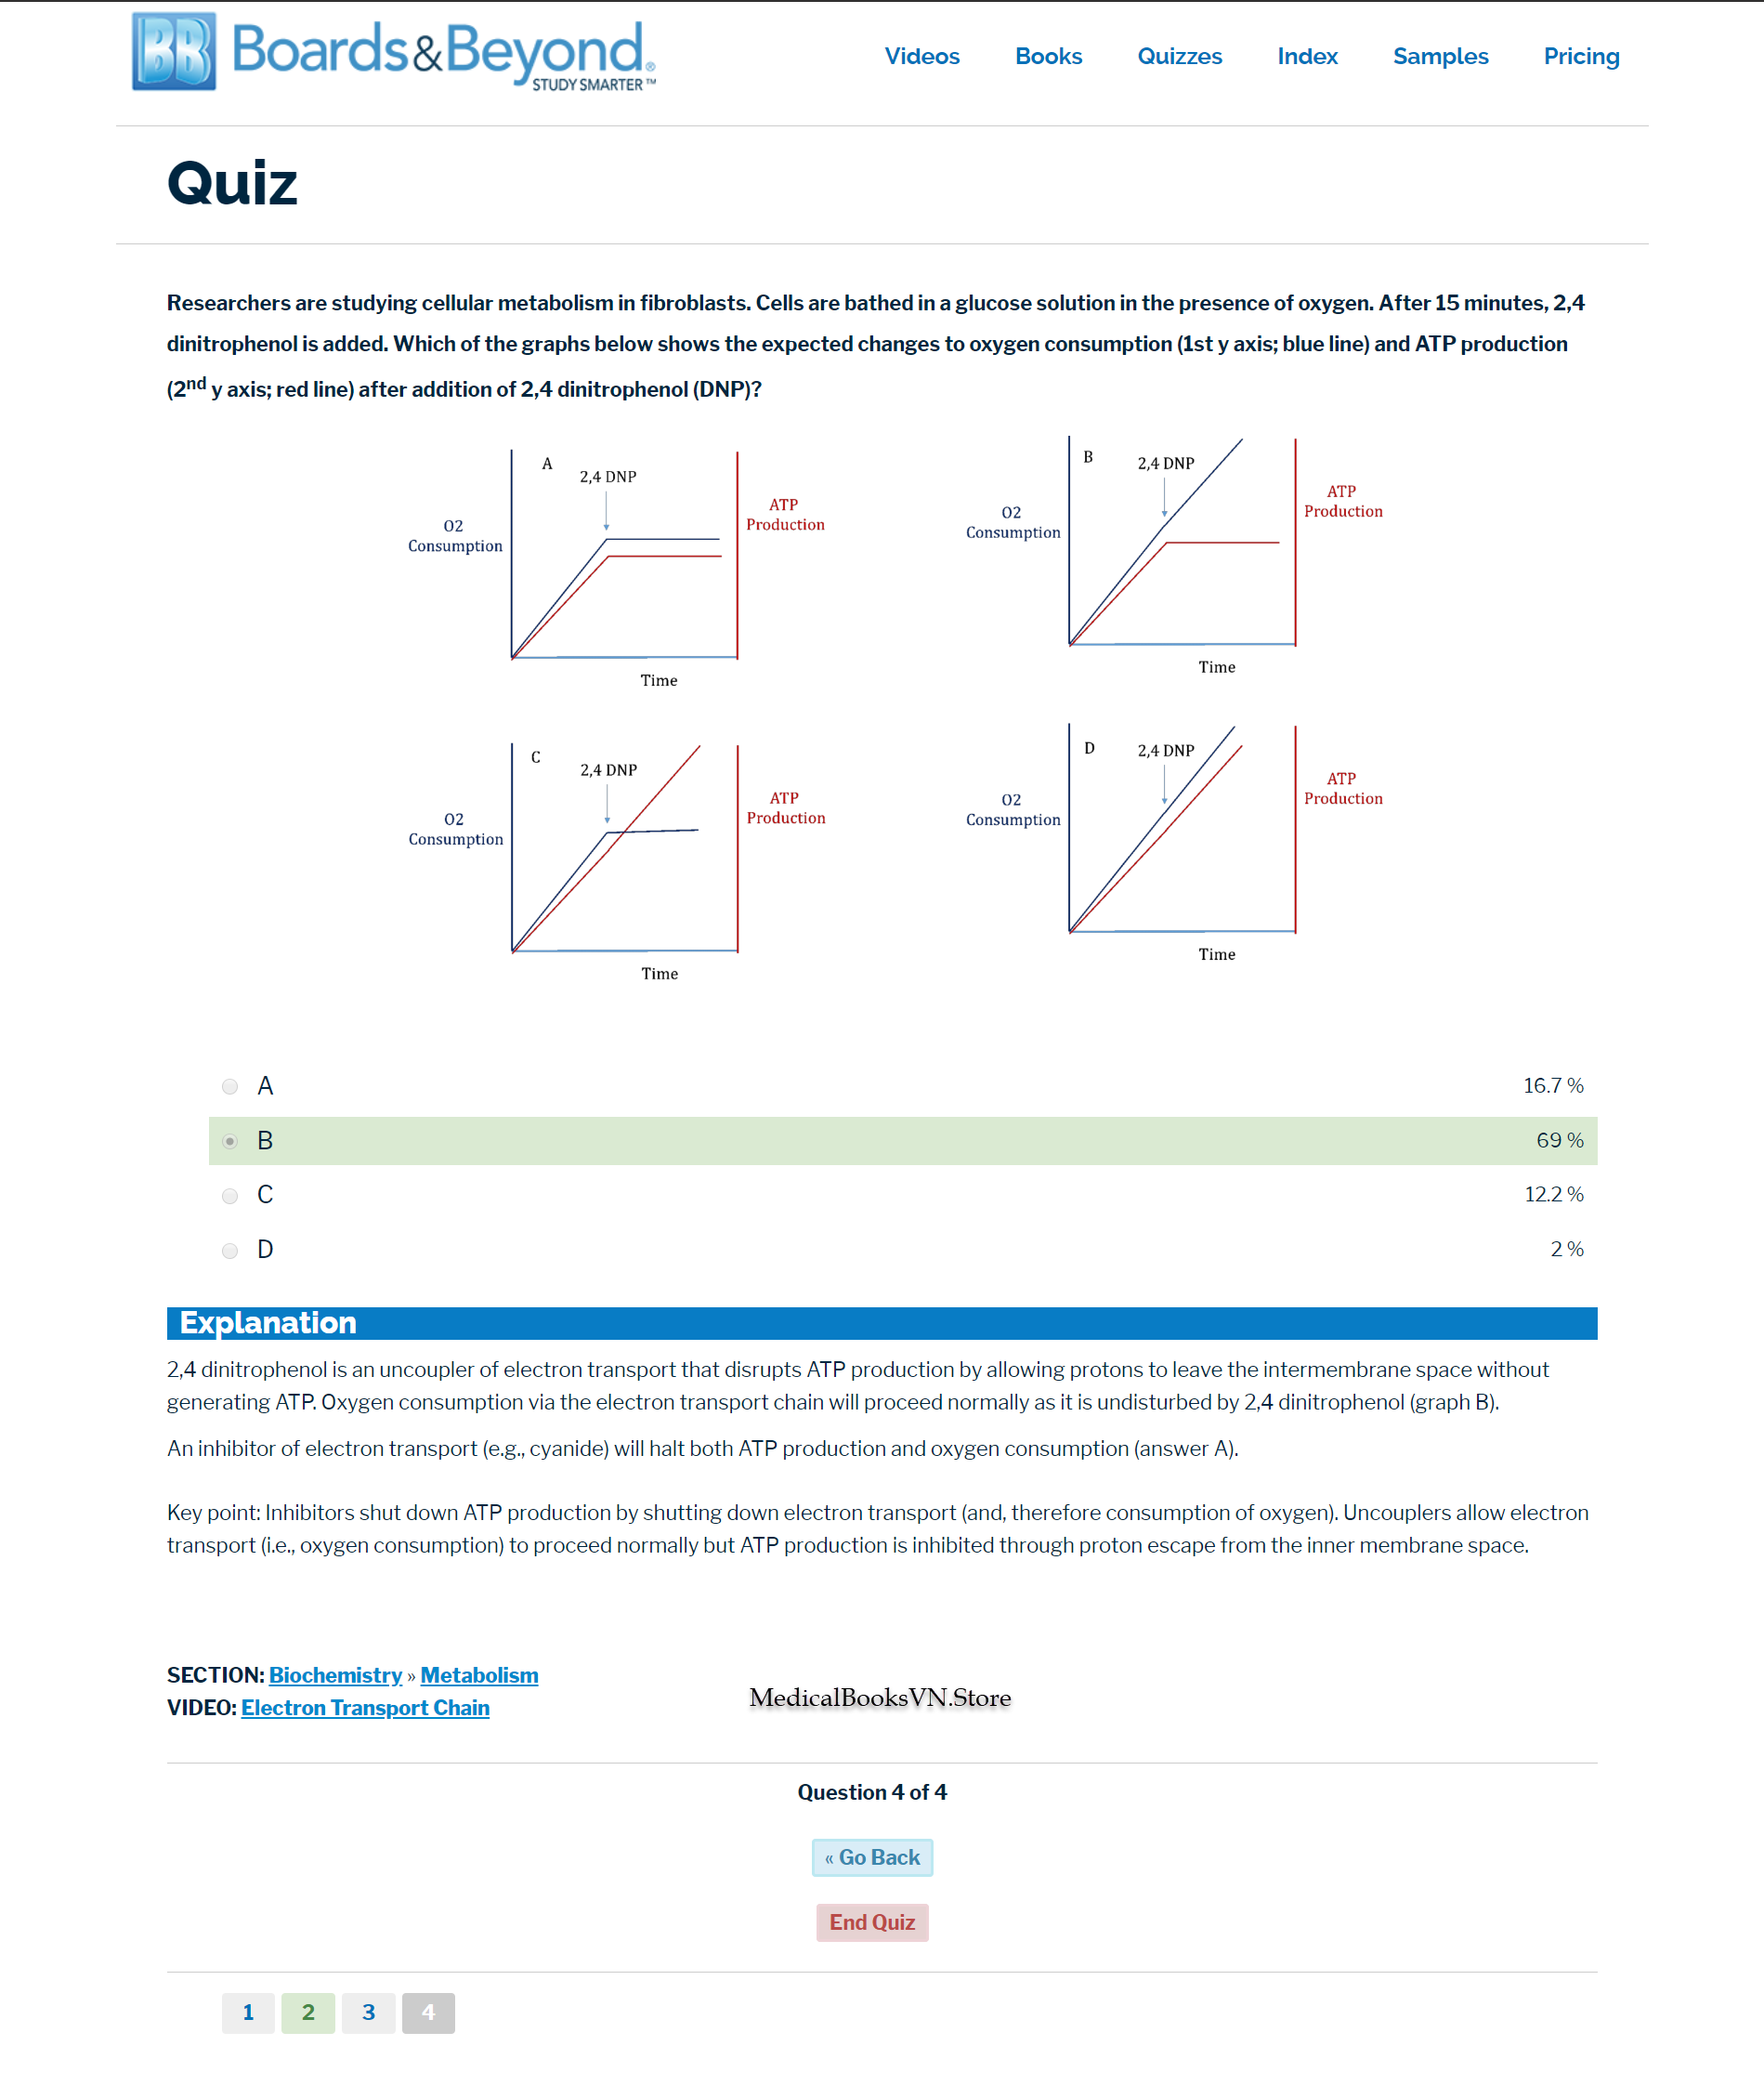 BB Boards&Beyond®
STUDY SMARTER™
Videos Books Quizzes Index Samples Pricing
Quiz
Researchers are studying cellular metabolism in fibroblasts. Cells are bathed in a glucose solution in the presence of oxygen. After 15 minutes, 2,4
dinitrophenol is added. Which of the graphs below shows the expected changes to oxygen consumption (1st y axis; blue line) and ATP production
(2nd y axis; red line) after addition of 2,4 dinitrophenol (DNP)?
A
2,4 DNP
O2
Consumption
ATP
Production
Time
B
2,4 DNP
O2
Consumption
ATP
Production
Time
C
2,4 DNP
O2
Consumption
ATP
Production
Time
D
2,4 DNP
O2
Consumption
ATP
Production
Time
A 16.7 %
B 69 %
C 12.2 %
D 2 %
Explanation
2,4 dinitrophenol is an uncoupler of electron transport that disrupts ATP production by allowing protons to leave the intermembrane space without
generating ATP. Oxygen consumption via the electron transport chain will proceed normally as it is undisturbed by 2,4 dinitrophenol (graph B).
An inhibitor of electron transport (e.g., cyanide) will halt both ATP production and oxygen consumption (answer A).
Key point: Inhibitors shut down ATP production by shutting down electron transport (and, therefore consumption of oxygen). Uncouplers allow electron
transport (i.e., oxygen consumption) to proceed normally but ATP production is inhibited through proton escape from the inner membrane space.
SECTION: Biochemistry » Metabolism
VIDEO: Electron Transport Chain
MedicalBooksVN.Store
Question 4 of 4
« Go Back
End Quiz
1 2 3 4